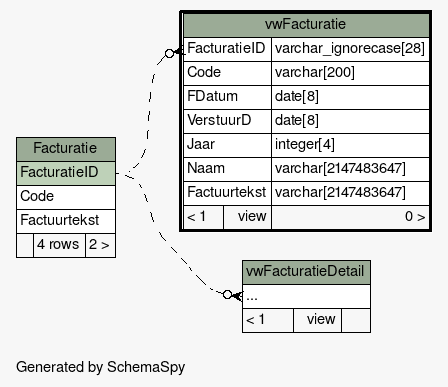 vwFacturatie
FacturatieID varchar_ignorecase[28]
Code varchar[200]
FDatum date[8]
VerstuurD date[8]
Jaar integer[4]
Naam varchar[2147483647]
Factuurtekst varchar[2147483647]
< 1 view 0 >
Facturatie
FacturatieID
Code
Factuurtekst
4 rows 2 >
vwFacturatieDetail
...
< 1 view
Generated by SchemaSpy